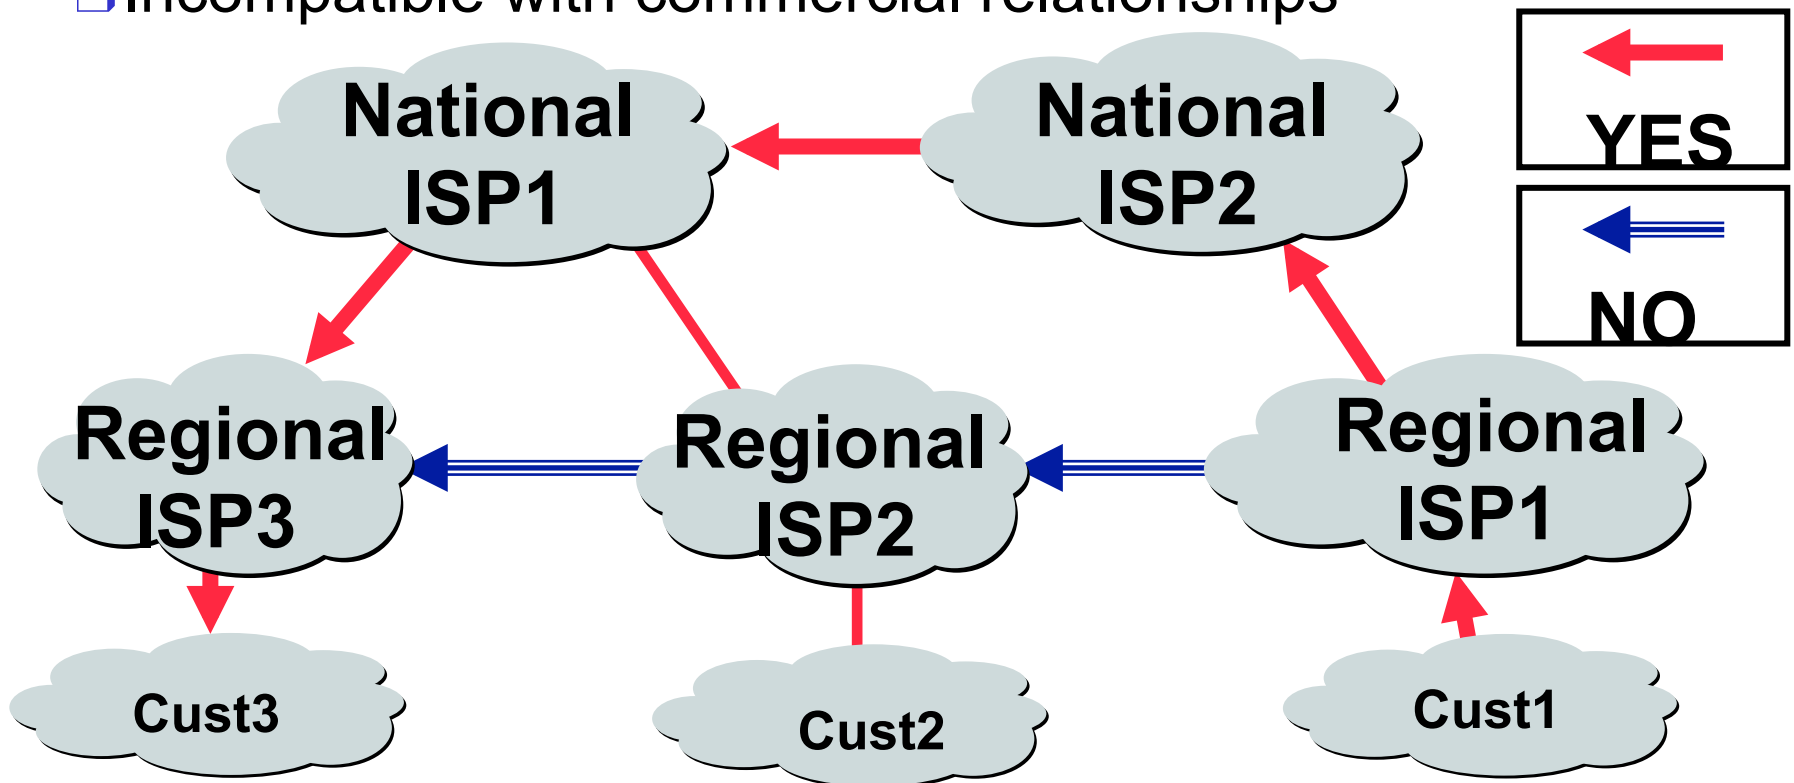 Incompatible with commercial relationships
National
ISP1
National
ISP2
YES
NO
Regional
ISP3
Regional
ISP2
Regional
ISP1
Cust3
Cust2
Cust1